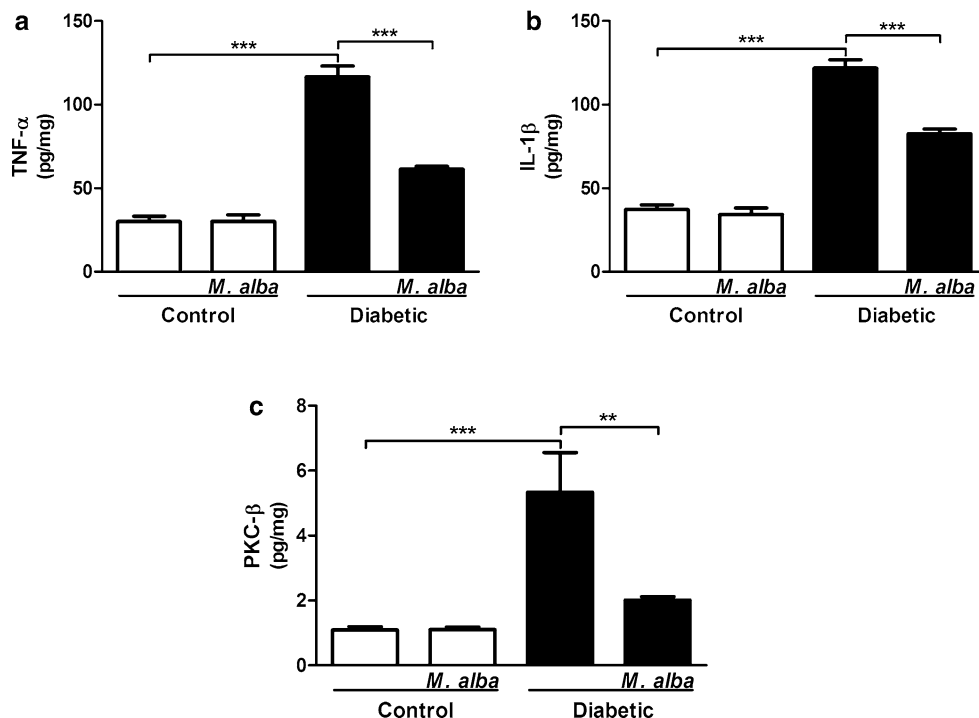 a
150
100
50
0
TNF-α
(pg/mg)
***
***
M. alba
M. alba
Control
Diabetic
b
150
100
50
0
IL-1β
(pg/mg)
***
***
M. alba
M. alba
Control
Diabetic
c
8
6
4
2
0
PKC-β
(pg/mg)
***
**
M. alba
M. alba
Control
Diabetic